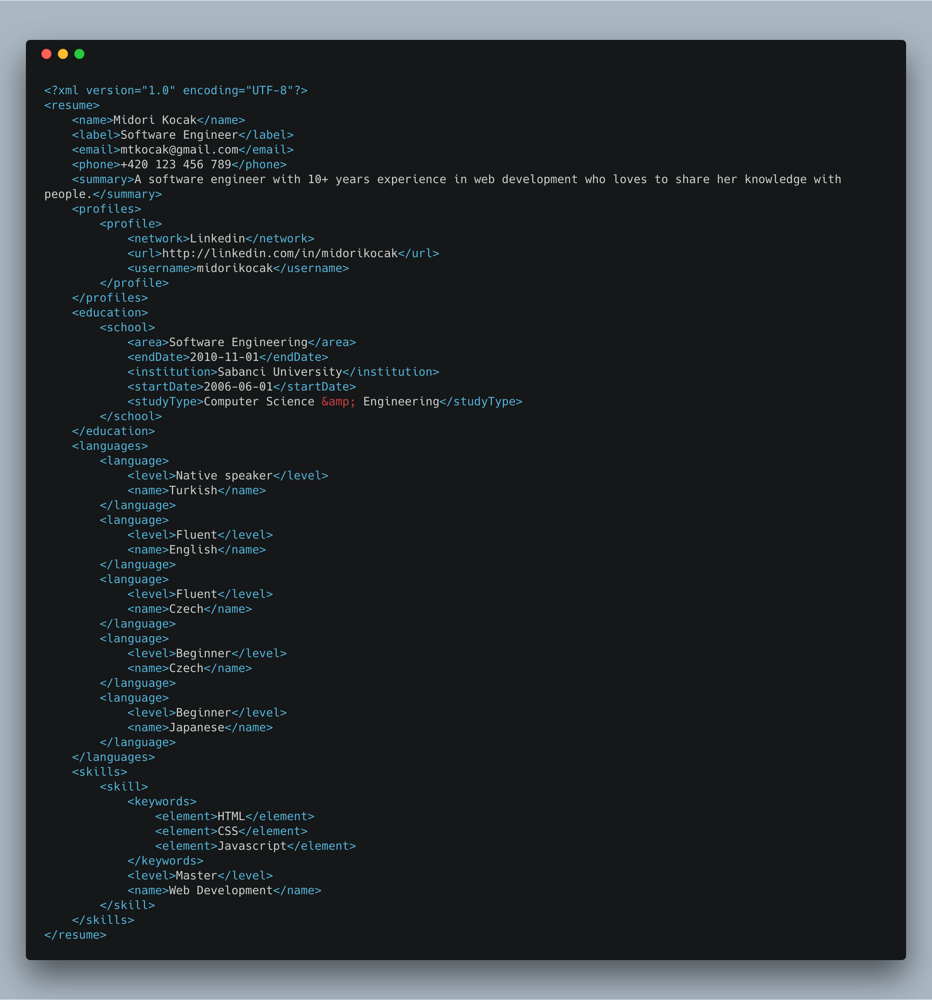 <?xml version="1.0" encoding="UTF-8"?>
<resume>
    <name>Midori Kocak</name>
    <label>Software Engineer</label>
    <email>mtkocak@gmail.com</email>
    <phone>+420 123 456 789</phone>
    <summary>A software engineer with 10+ years experience in web development who loves to share her knowledge with
people.</summary>
    <profiles>
        <profile>
            <network>Linkedin</network>
            <url>http://linkedin.com/in/midorikocak</url>
            <username>midorikocak</username>
        </profile>
    </profiles>
    <education>
        <school>
            <area>Software Engineering</area>
            <endDate>2010-11-01</endDate>
            <institution>Sabanci University</institution>
            <startDate>2006-06-01</startDate>
            <studyType>Computer Science &amp; Engineering</studyType>
        </school>
    </education>
    <languages>
        <language>
            <level>Native speaker</level>
            <name>Turkish</name>
        </language>
        <language>
            <level>Fluent</level>
            <name>English</name>
        </language>
        <language>
            <level>Fluent</level>
            <name>Czech</name>
        </language>
        <language>
            <level>Beginner</level>
            <name>Czech</name>
        </language>
        <language>
            <level>Beginner</level>
            <name>Japanese</name>
        </language>
    </languages>
    <skills>
        <skill>
            <keywords>
                <element>HTML</element>
                <element>CSS</element>
                <element>Javascript</element>
            </keywords>
            <level>Master</level>
            <name>Web Development</name>
        </skill>
    </skills>
</resume>